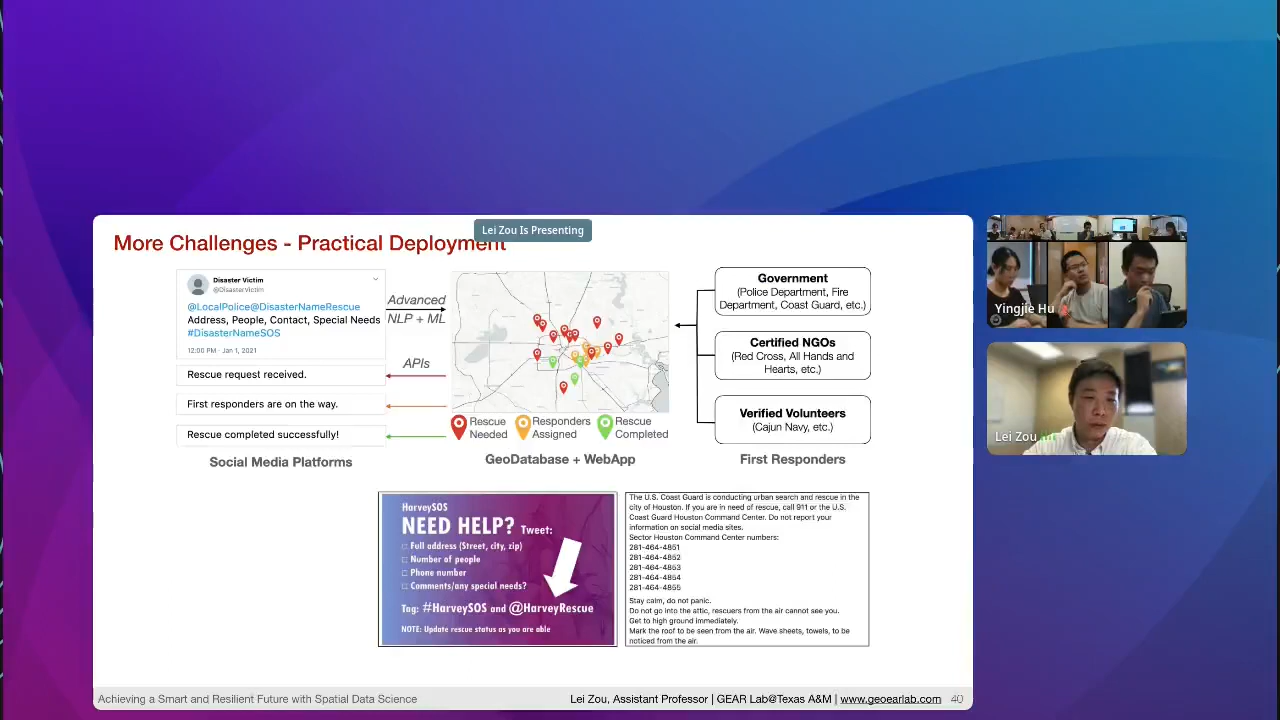 Lei Zou Is Presenting
More Challenges - Practical Deployment
Disaster Victim
@DisasterVictim
@LocalPolice@DisasterNameRescue
Address, People, Contact, Special Needs
#DisasterNameSOS
12:00 PM · Jan 1, 2021
Rescue request received.
First responders are on the way.
Rescue completed successfully!
Social Media Platforms
Advanced
NLP + ML
APIs
Rescue
Needed
Responders
Assigned
Rescue
Completed
GeoDatabase + WebApp
Government
(Police Department, Fire
Department, Coast Guard, etc.)
Certified NGOs
(Red Cross, All Hands and
Hearts, etc.)
Verified Volunteers
(Cajun Navy, etc.)
First Responders
HarveySOS
NEED HELP? Tweet:
Full address (Street, city, zip)
Number of people
Phone number
Comments/any special needs?
Tag: #HarveySOS and @HarveyRescue
NOTE: Update rescue status as you are able
The U.S. Coast Guard is conducting urban search and rescue in the
city of Houston. If you are in need of rescue, call 911 or the U.S.
Coast Guard Houston Command Center. Do not report your
information on social media sites.
Sector Houston Command Center numbers:
281-464-4851
281-464-4852
281-464-4853
281-464-4854
281-464-4855
Stay calm, do not panic.
Do not go into the attic, rescuers from the air cannot see you.
Get to high ground immediately.
Mark the roof to be seen from the air. Wave sheets, towels, to be
noticed from the air.
Achieving a Smart and Resilient Future with Spatial Data Science
Lei Zou, Assistant Professor | GEAR Lab@Texas A&M | www.geoearlab.com 40
Yingjie Hu
Lei Zou